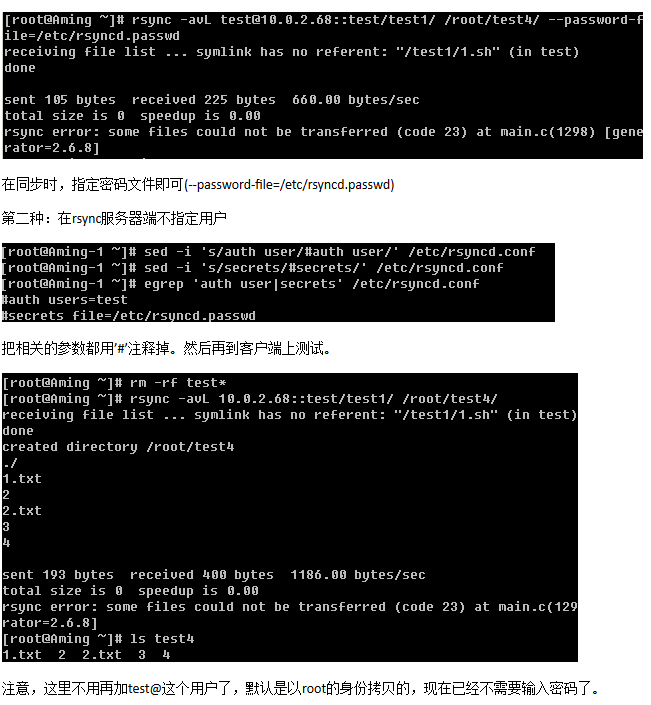 [root@Aming ~]# rsync -avL test@10.0.2.68::test/test1/ /root/test4/ --password-f
ile=/etc/rsyncd.passwd
receiving file list ... symlink has no referent: "/test1/1.sh" (in test)
done
sent 105 bytes  received 225 bytes  660.00 bytes/sec
total size is 0  speedup is 0.00
rsync error: some files could not be transferred (code 23) at main.c(1298) [gene
rator=2.6.8]
在同步时，指定密码文件即可(--password-file=/etc/rsyncd.passwd)
第二种：在rsync服务器端不指定用户
[root@Aming-1 ~]# sed -i 's/auth user/#auth user/' /etc/rsyncd.conf
[root@Aming-1 ~]# sed -i 's/secrets/#secrets/' /etc/rsyncd.conf
[root@Aming-1 ~]# egrep 'auth user|secrets' /etc/rsyncd.conf
#auth users=test
#secrets file=/etc/rsyncd.passwd
把相关的参数都用’#’注释掉。然后再到客户端上测试。
[root@Aming ~]# rm -rf test*
[root@Aming ~]# rsync -avL 10.0.2.68::test/test1/ /root/test4/
receiving file list ... symlink has no referent: "/test1/1.sh" (in test)
done
created directory /root/test4
./
1.txt
2
2.txt
3
4
sent 193 bytes  received 400 bytes  1186.00 bytes/sec
total size is 0  speedup is 0.00
rsync error: some files could not be transferred (code 23) at main.c(129
rator=2.6.8]
[root@Aming ~]# ls test4
1.txt  2  2.txt  3  4
注意，这里不用再加test@这个用户了，默认是以root的身份拷贝的，现在已经不需要输入密码了。